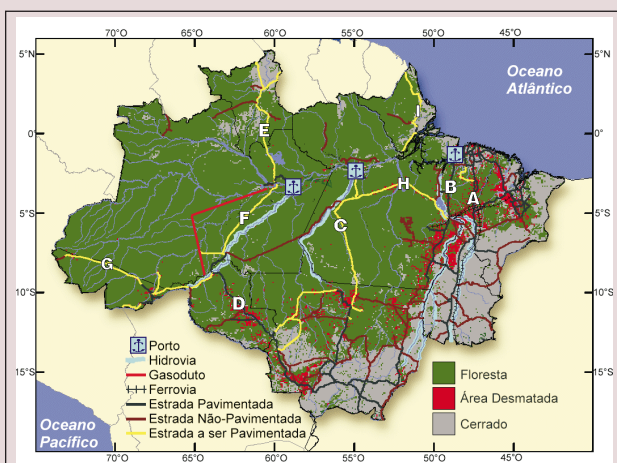 70°O 65°O 60°O 55°O 50°O 45°O
5°N 5°N
Oceano
Atlântico
I
E
0° 0°
H
B
A
5°S 5°S
F
C
G
D
10°S 10°S
Porto
Hidrovia
Gasoduto
Ferrovia
Estrada Pavimentada
Estrada Não-Pavimentada
Estrada a ser Pavimentada
15°S 15°S
Floresta
Área Desmatada
Cerrado
Oceano
Pacífico
70°O 65°O 60°O 55°O 50°O 45°O